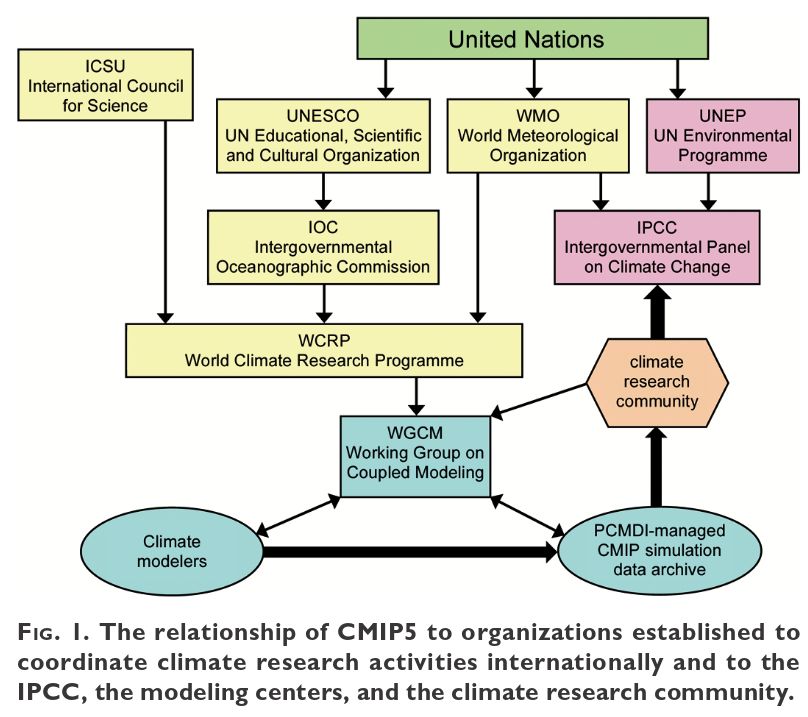 United Nations
ICSU
International Council
for Science
UNESCO
UN Educational, Scientific
and Cultural Organization
WMO
World Meteorological
Organization
UNEP
UN Environmental
Programme
IOC
Intergovernmental
Oceanographic Commission
IPCC
Intergovernmental Panel
on Climate Change
WCRP
World Climate Research Programme
climate
research
community
WGCM
Working Group on
Coupled Modeling
Climate
modelers
PCMDI-managed
CMIP simulation
data archive
FIG. 1. The relationship of CMIP5 to organizations established to
coordinate climate research activities internationally and to the
IPCC, the modeling centers, and the climate research community.